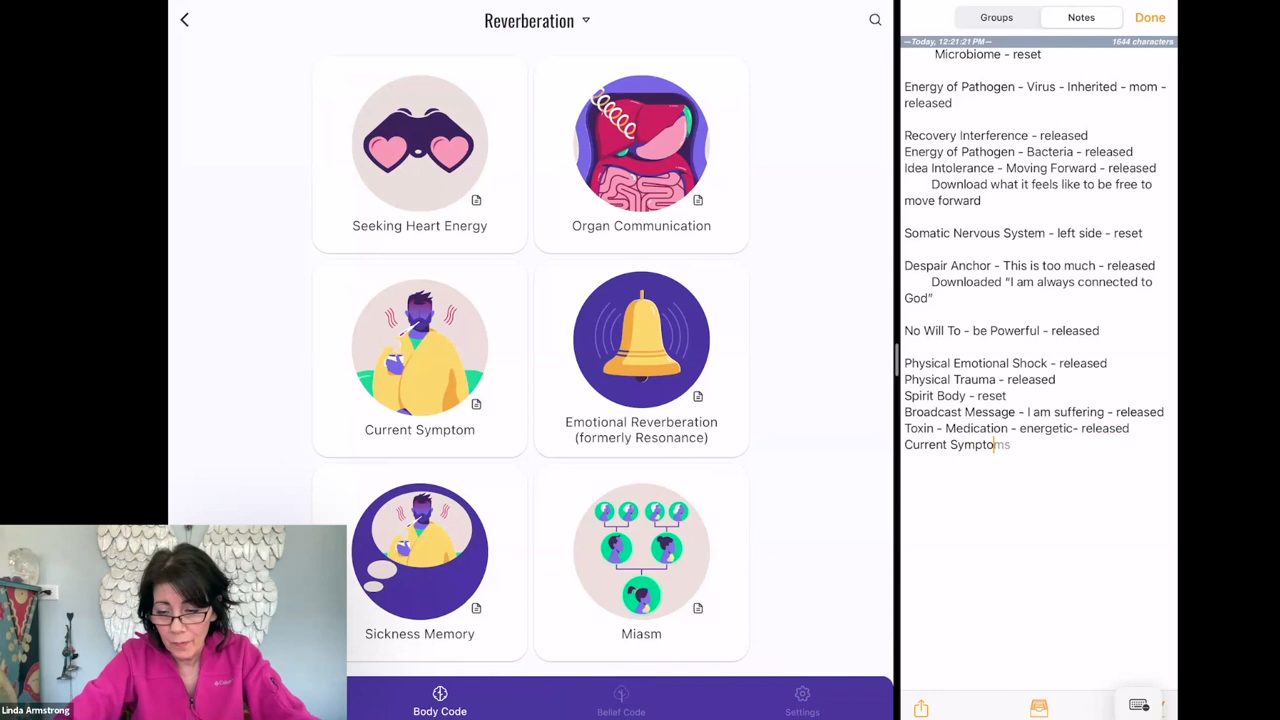 Reverberation
Seeking Heart Energy
Organ Communication
Current Symptom
Emotional Reverberation
(formerly Resonance)
Sickness Memory
Miasm
Body Code
Belief Code
Settings
Linda Armstrong
Groups
Notes
Done
—Today, 12:21:21 PM—
1644 characters
Microbiome - reset
Energy of Pathogen - Virus - Inherited - mom -
released
Recovery Interference - released
Energy of Pathogen - Bacteria - released
Idea Intolerance - Moving Forward - released
Download what it feels like to be free to
move forward
Somatic Nervous System - left side - reset
Despair Anchor - This is too much - released
Downloaded “I am always connected to
God”
No Will To - be Powerful - released
Physical Emotional Shock - released
Physical Trauma - released
Spirit Body - reset
Broadcast Message - I am suffering - released
Toxin - Medication - energetic- released
Current Symptoms